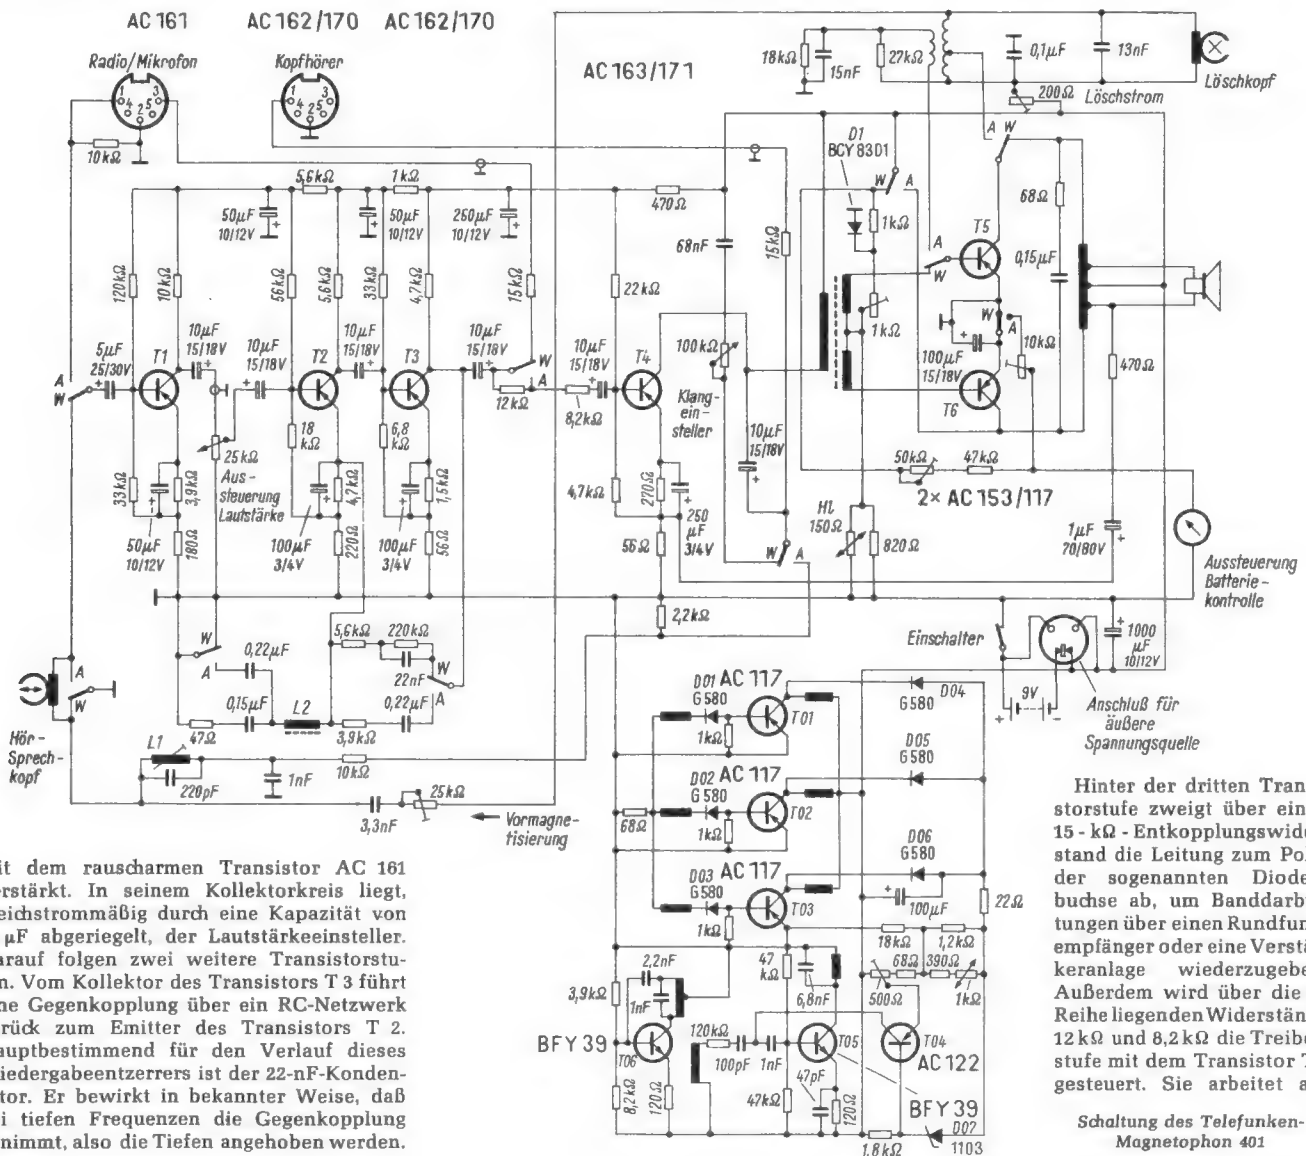 AC 161
AC 162/170
AC 162/170
Radio/Mikrofon
Kopfhörer
AC 163/171
1
3
4
5
2
1
3
4
5
2
10kΩ
18kΩ
15nF
27kΩ
0,1µF
13nF
200Ω
Löschstrom
Löschkopf
D1
BCY 83D1
A
W
W
A
5,6kΩ
1kΩ
50µF
10/12V
50µF
10/12V
250µF
10/12V
470Ω
68nF
15kΩ
1kΩ
T5
68Ω
0,15µF
120kΩ
10kΩ
56kΩ
5,6kΩ
33kΩ
4,7kΩ
15kΩ
22kΩ
A
W
1kΩ
5µF
25/30V
T1
10µF
15/18V
10µF
15/18V
T2
10µF
15/18V
T3
10µF
15/18V
W
A
12kΩ
10µF
15/18V
8,2kΩ
T4
100kΩ
Klang-
ein-
steller
100µF
15/18V
W
A
10kΩ
T6
470Ω
A
W
25kΩ
Aus-
steuerung
Lautstärke
18
kΩ
6,8
kΩ
10µF
15/18V
50kΩ
47kΩ
2× AC 153/117
33kΩ
3,9kΩ
50µF
10/12V
180Ω
4,7kΩ
100µF
3/4V
220Ω
1,5kΩ
100µF
3/4V
56Ω
4,7kΩ
270Ω
250
µF
3/4V
56Ω
W
A
Hl
150Ω
820Ω
1µF
70/80V
Aussteuerung
Batterie-
kontrolle
2,2kΩ
W
A
0,22µF
5,6kΩ
220kΩ
22nF
W
A
Einschalter
1000
µF
10/12V
9V
+
−
Anschluß für
äußere
Spannungsquelle
A
W
Hör-
Sprech-
kopf
47Ω
0,15µF
L2
3,9kΩ
0,22µF
L1
220pF
1nF
10kΩ
3,3nF
25kΩ
Vormagne-
tisierung
D01
G580
AC 117
T01
1kΩ
G580
D04
D02
G580
AC 117
T02
1kΩ
D05
G580
68Ω
D03
G580
AC 117
T03
1kΩ
D06
G580
100µF
22Ω
18kΩ
1,2kΩ
68Ω
390Ω
500Ω
1kΩ
47
kΩ
6,8nF
3,9kΩ
2,2nF
1nF
BFY 39
T06
120kΩ
100pF
1nF
T05
T04
AC 122
8,2kΩ
120Ω
47kΩ
47pF
120Ω
BFY 39
1,8kΩ
D07
1103
it dem rauscharmen Transistor AC 161
erstärkt. In seinem Kollektorkreis liegt,
eichstrommäßig durch eine Kapazität von
µF abgeriegelt, der Lautstärkeeinsteller.
arauf folgen zwei weitere Transistorstu-
n. Vom Kollektor des Transistors T 3 führt
ne Gegenkopplung über ein RC-Netzwerk
rück zum Emitter des Transistors T 2.
auptbestimmend für den Verlauf dieses
iedergabeentzerrers ist der 22-nF-Konden-
tor. Er bewirkt in bekannter Weise, daß
i tiefen Frequenzen die Gegenkopplung
nimmt, also die Tiefen angehoben werden.
Hinter der dritten Tran
storstufe zweigt über ein
15 - kΩ - Entkopplungswide
stand die Leitung zum Po
der sogenannten Diode
buchse ab, um Banddarb
tungen über einen Rundfun
empfänger oder eine Verstä
keranlage wiederzugebe
Außerdem wird über die
Reihe liegenden Widerstän
12 kΩ und 8,2 kΩ die Treibe
stufe mit dem Transistor T
gesteuert. Sie arbeitet a
Schaltung des Telefunken-
Magnetophon 401